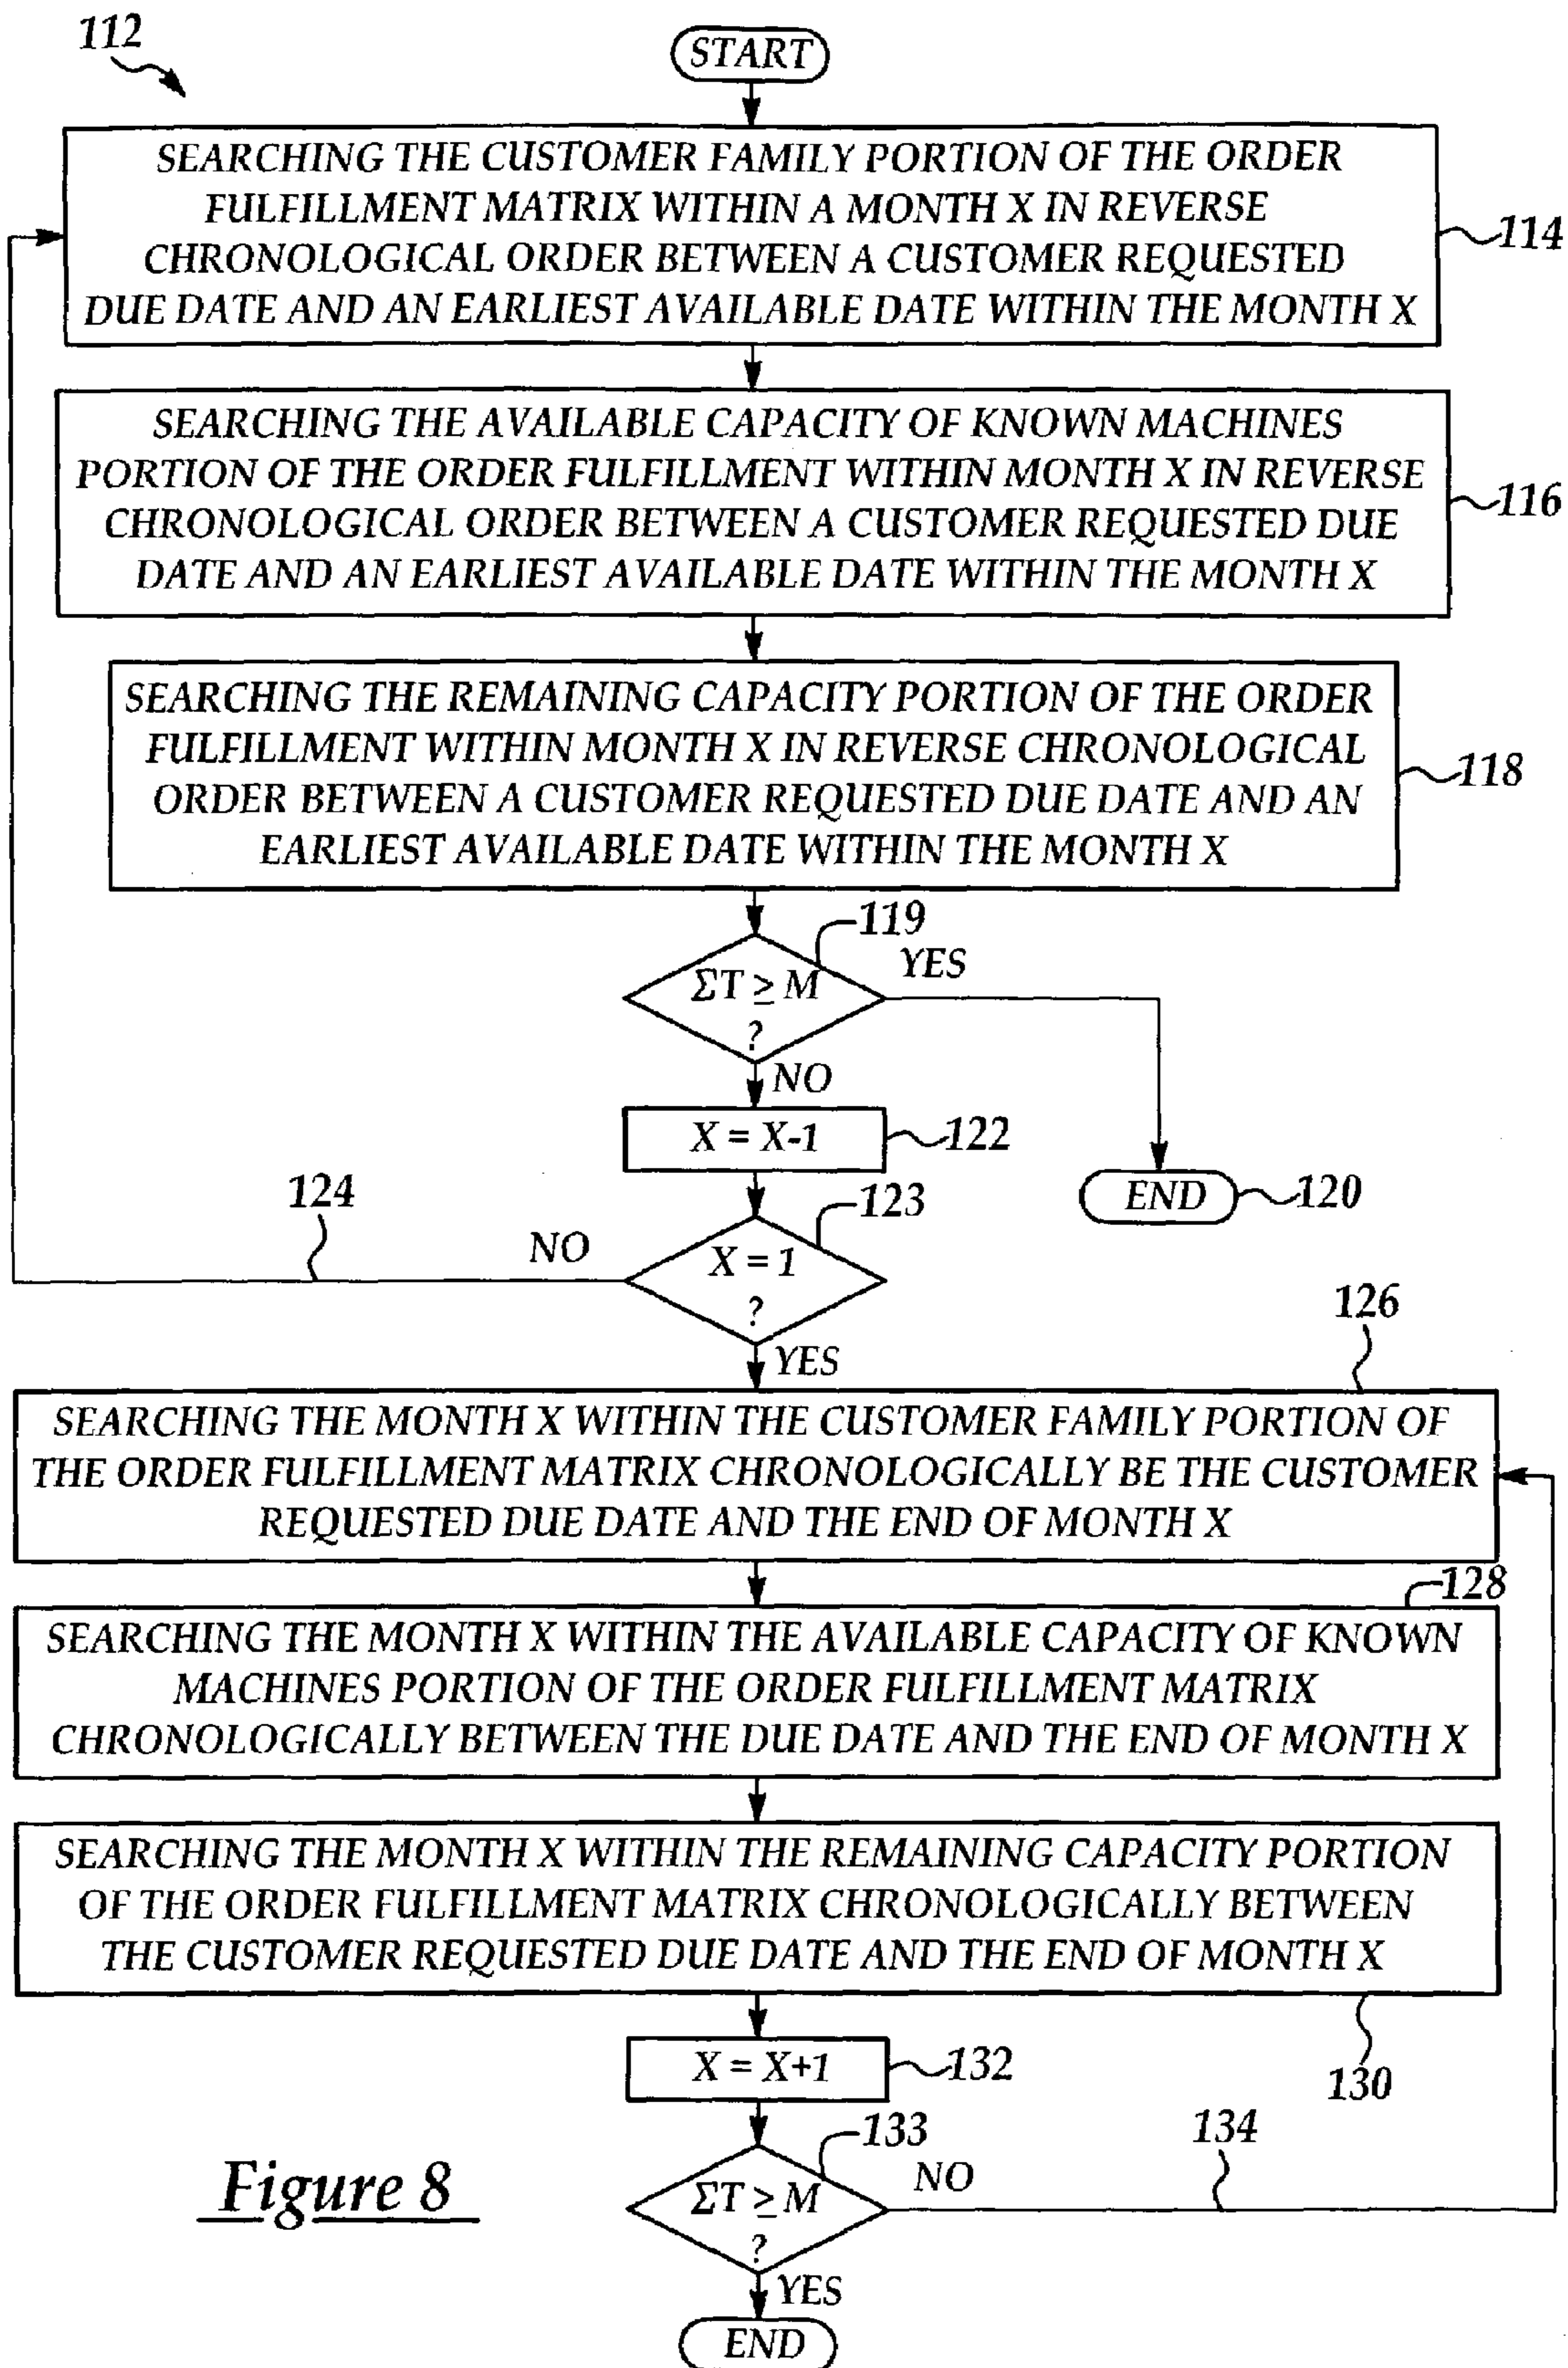 112
START
SEARCHING THE CUSTOMER FAMILY PORTION OF THE ORDER
FULFILLMENT MATRIX WITHIN A MONTH X IN REVERSE
CHRONOLOGICAL ORDER BETWEEN A CUSTOMER REQUESTED
DUE DATE AND AN EARLIEST AVAILABLE DATE WITHIN THE MONTH X
114
SEARCHING THE AVAILABLE CAPACITY OF KNOWN MACHINES
PORTION OF THE ORDER FULFILLMENT WITHIN MONTH X IN REVERSE
CHRONOLOGICAL ORDER BETWEEN A CUSTOMER REQUESTED DUE
DATE AND AN EARLIEST AVAILABLE DATE WITHIN THE MONTH X
116
SEARCHING THE REMAINING CAPACITY PORTION OF THE ORDER
FULFILLMENT WITHIN MONTH X IN REVERSE CHRONOLOGICAL
ORDER BETWEEN A CUSTOMER REQUESTED DUE DATE AND AN
EARLIEST AVAILABLE DATE WITHIN THE MONTH X
118
119
ΣT ≥ M
?
YES
NO
X = X-1
122
END
120
123
X = 1
?
NO
124
YES
126
SEARCHING THE MONTH X WITHIN THE CUSTOMER FAMILY PORTION OF
THE ORDER FULFILLMENT MATRIX CHRONOLOGICALLY BE THE CUSTOMER
REQUESTED DUE DATE AND THE END OF MONTH X
128
SEARCHING THE MONTH X WITHIN THE AVAILABLE CAPACITY OF KNOWN
MACHINES PORTION OF THE ORDER FULFILLMENT MATRIX
CHRONOLOGICALLY BETWEEN THE DUE DATE AND THE END OF MONTH X
SEARCHING THE MONTH X WITHIN THE REMAINING CAPACITY PORTION
OF THE ORDER FULFILLMENT MATRIX CHRONOLOGICALLY BETWEEN
THE CUSTOMER REQUESTED DUE DATE AND THE END OF MONTH X
130
X = X+1
132
133
ΣT ≥ M
?
NO
134
YES
END
Figure 8